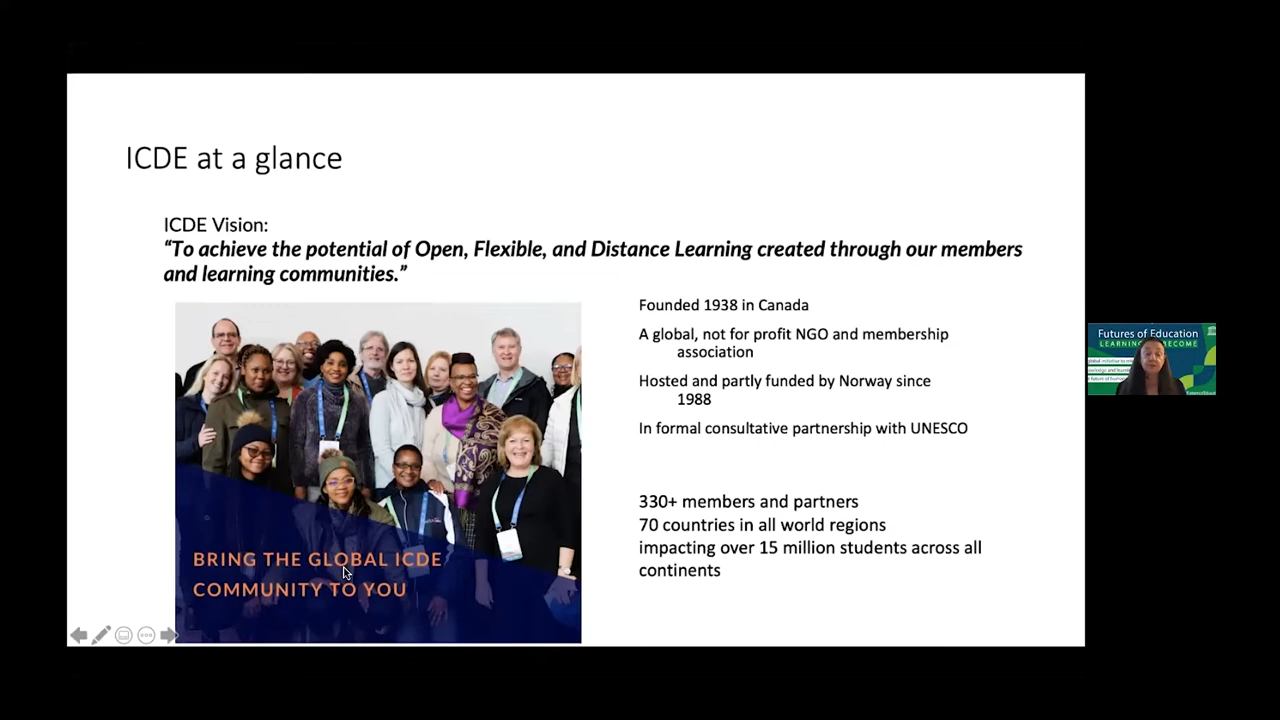 ICDE at a glance
ICDE Vision:
“To achieve the potential of Open, Flexible, and Distance Learning created through our members
and learning communities.”
Founded 1938 in Canada
A global, not for profit NGO and membership
association
Hosted and partly funded by Norway since
1988
In formal consultative partnership with UNESCO
330+ members and partners
70 countries in all world regions
impacting over 15 million students across all
continents
BRING THE GLOBAL ICDE
COMMUNITY TO YOU
Futures of Education